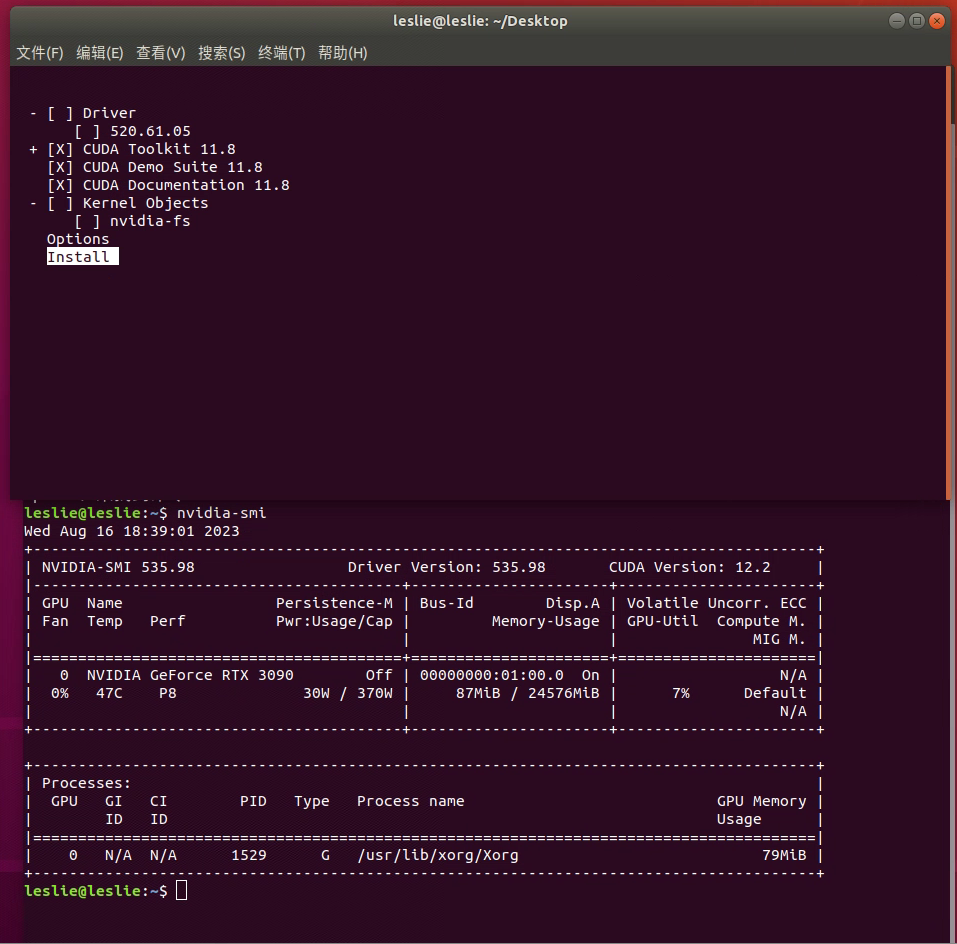 leslie@leslie: ~/Desktop
文件(F) 编辑(E) 查看(V) 搜索(S) 终端(T) 帮助(H)
- [ ] Driver
[ ] 520.61.05
+ [X] CUDA Toolkit 11.8
[X] CUDA Demo Suite 11.8
[X] CUDA Documentation 11.8
- [ ] Kernel Objects
[ ] nvidia-fs
Options
Install
leslie@leslie:~$ nvidia-smi
Wed Aug 16 18:39:01 2023
+---------------------------------------------------------------------------------------+
| NVIDIA-SMI 535.98                 Driver Version: 535.98       CUDA Version: 12.2     |
|-----------------------------------------+----------------------+----------------------+
| GPU  Name                 Persistence-M | Bus-Id        Disp.A | Volatile Uncorr. ECC |
| Fan  Temp   Perf          Pwr:Usage/Cap |         Memory-Usage | GPU-Util  Compute M. |
|                                         |                      |               MIG M. |
|=========================================+======================+======================|
|   0  NVIDIA GeForce RTX 3090        Off | 00000000:01:00.0  On |                  N/A |
|  0%   47C    P8              30W / 370W |     87MiB / 24576MiB |      7%      Default |
|                                         |                      |                  N/A |
+-----------------------------------------+----------------------+----------------------+
+---------------------------------------------------------------------------------------+
| Processes:                                                                            |
|  GPU   GI   CI        PID   Type   Process name                            GPU Memory |
|        ID   ID                                                             Usage      |
|=======================================================================================|
|    0   N/A  N/A      1529      G   /usr/lib/xorg/Xorg                           79MiB |
+---------------------------------------------------------------------------------------+
leslie@leslie:~$